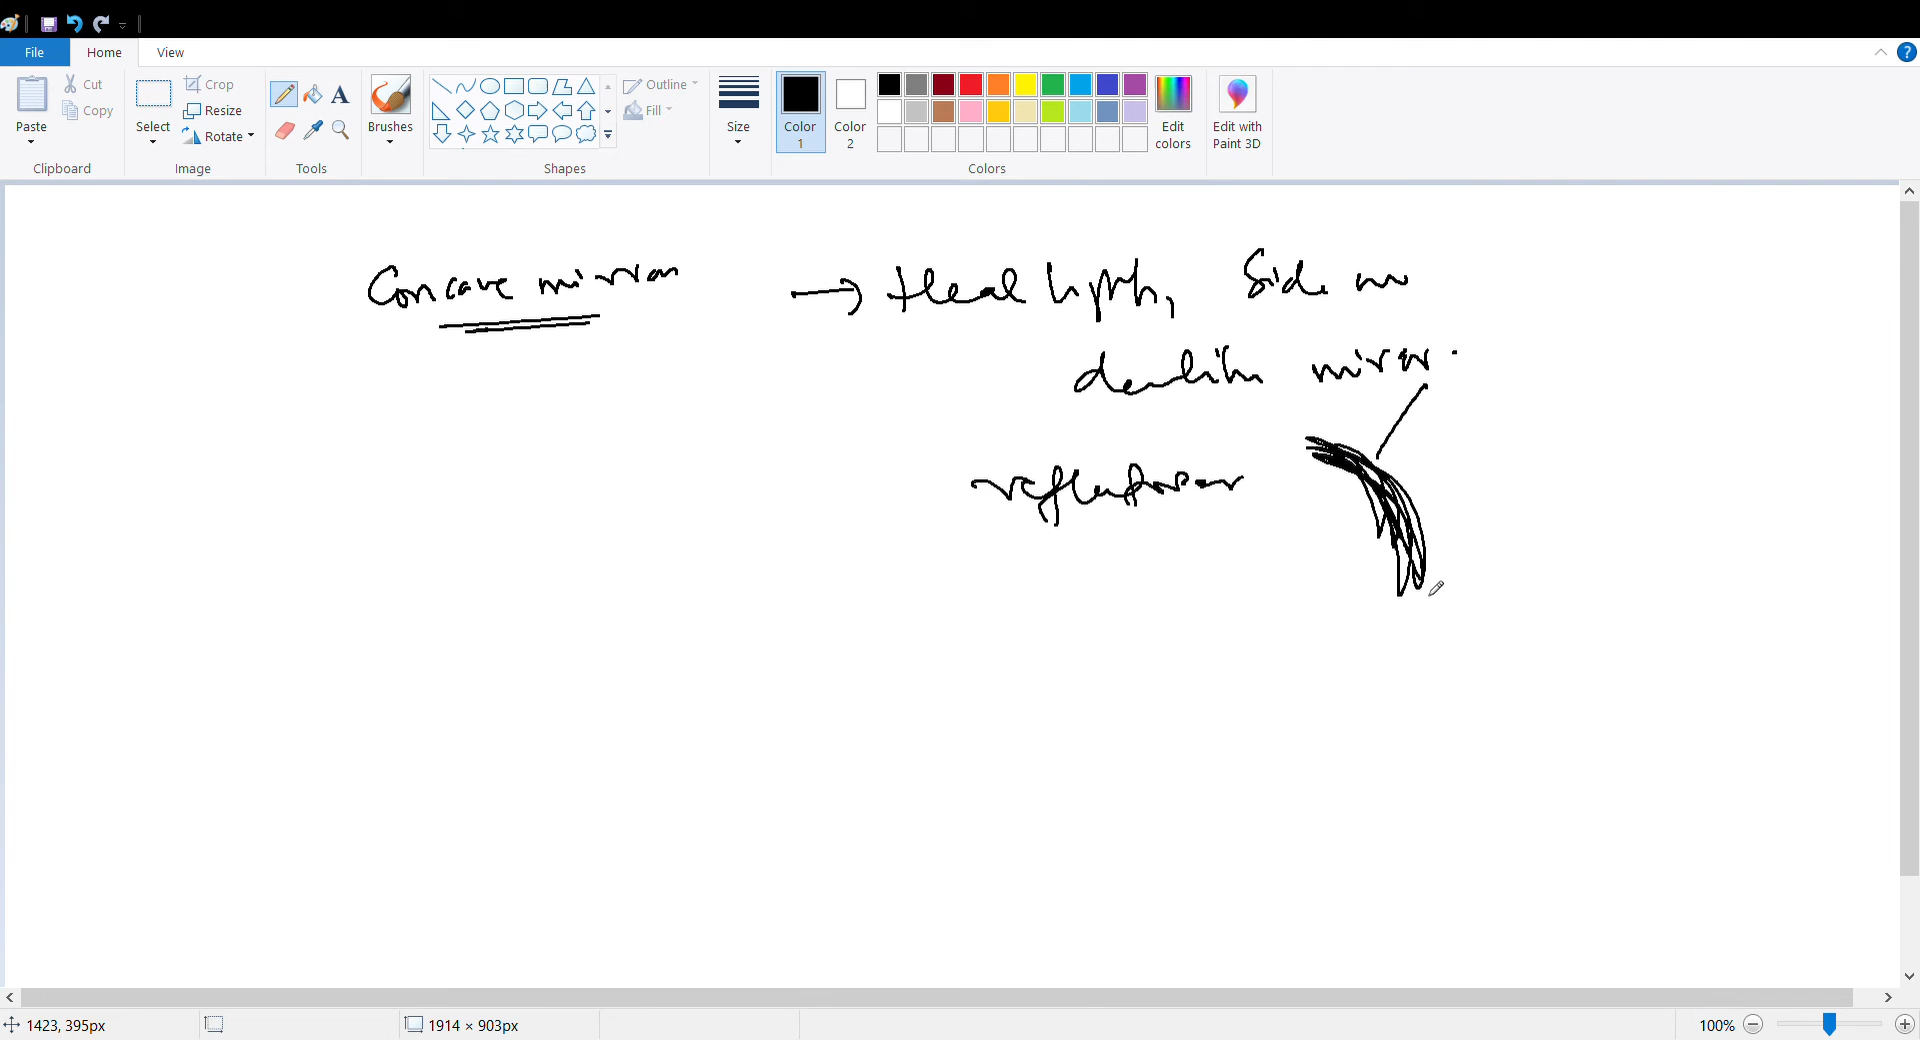 File Home View
Paste Cut Copy Clipboard
Select Crop Resize Rotate Image
Tools
Brushes
Shapes
Outline Fill
Size
Color 1
Color 2
Edit colors
Colors
Edit with Paint 3D
Concave mirror → Head light, Side
mirror.
1423, 395px 1914 × 903px 100%